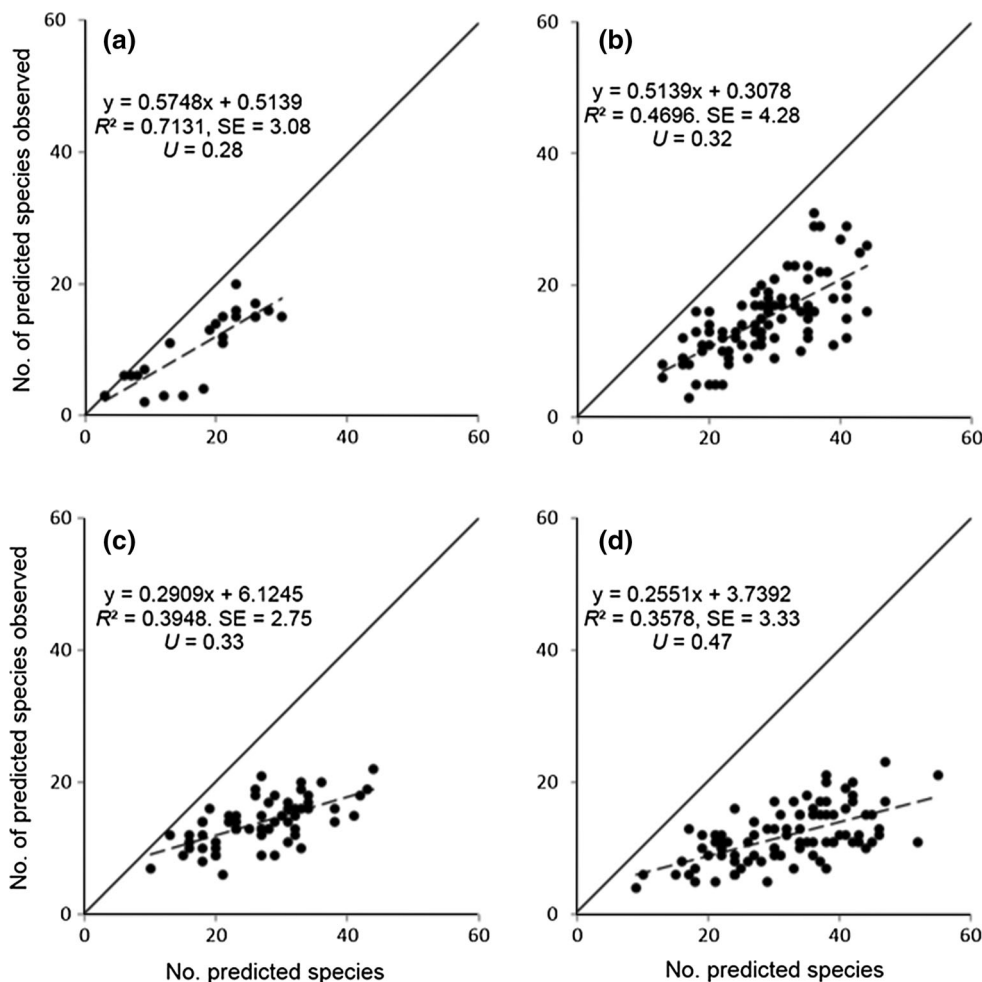 60
(a)
y = 0.5748x + 0.5139
R² = 0.7131, SE = 3.08
U = 0.28
40
20
0
0 20 40 60
No. of predicted species observed
60
(b)
y = 0.5139x + 0.3078
R² = 0.4696. SE = 4.28
U = 0.32
40
20
0
0 20 40 60
60
(c)
y = 0.2909x + 6.1245
R² = 0.3948. SE = 2.75
U = 0.33
40
20
0
0 20 40 60
No. of predicted species observed
No. predicted species
60
(d)
y = 0.2551x + 3.7392
R² = 0.3578, SE = 3.33
U = 0.47
40
20
0
0 20 40 60
No. predicted species